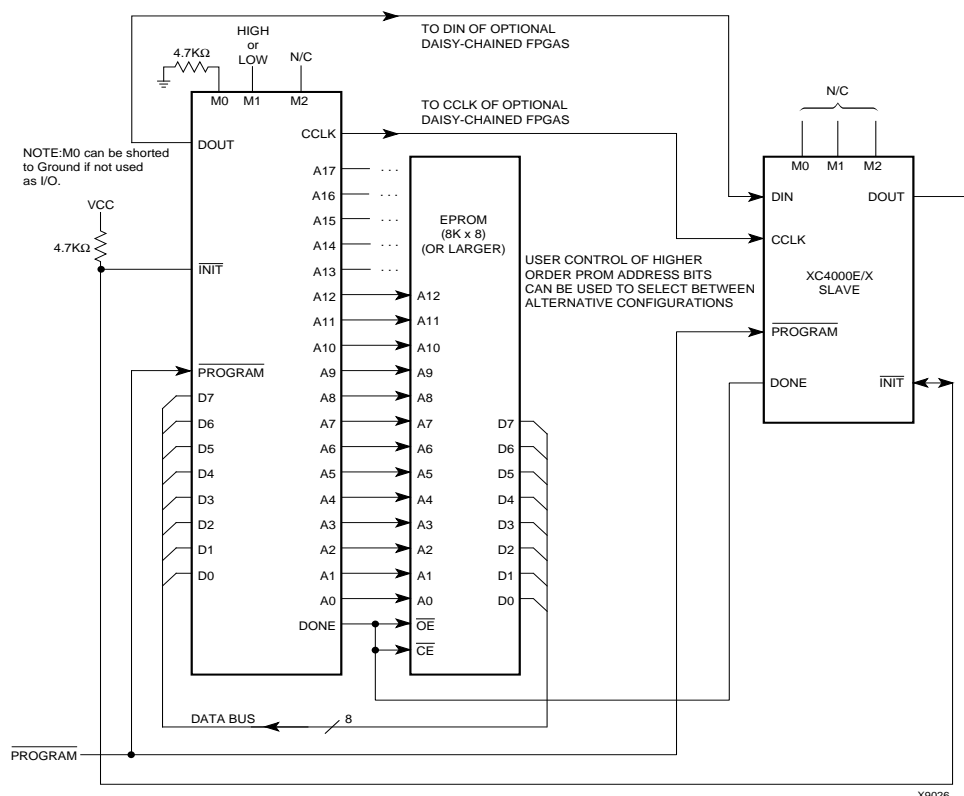 TO DIN OF OPTIONAL
DAISY-CHAINED FPGAS
HIGH
or
LOW
4.7KΩ
N/C
M0 M1 M2
TO CCLK OF OPTIONAL
DAISY-CHAINED FPGAS
N/C
M0 M1 M2
DOUT
CCLK
NOTE:M0 can be shorted
to Ground if not used
as I/O.
VCC
4.7KΩ
INIT
PROGRAM
D7
D6
D5
D4
D3
D2
D1
D0
A17 ...
A16 ...
A15 ...
A14 ...
A13 ...
A12
A11
A10
A9
A8
A7
A6
A5
A4
A3
A2
A1
A0
DONE
EPROM
(8K x 8)
(OR LARGER)
A12
A11
A10
A9
A8
A7
A6
A5
A4
A3
A2
A1
A0
OE
CE
D7
D6
D5
D4
D3
D2
D1
D0
USER CONTROL OF HIGHER
ORDER PROM ADDRESS BITS
CAN BE USED TO SELECT BETWEEN
ALTERNATIVE CONFIGURATIONS
DIN
DOUT
CCLK
XC4000E/X
SLAVE
PROGRAM
DONE
INIT
DATA BUS
8
PROGRAM
X9026